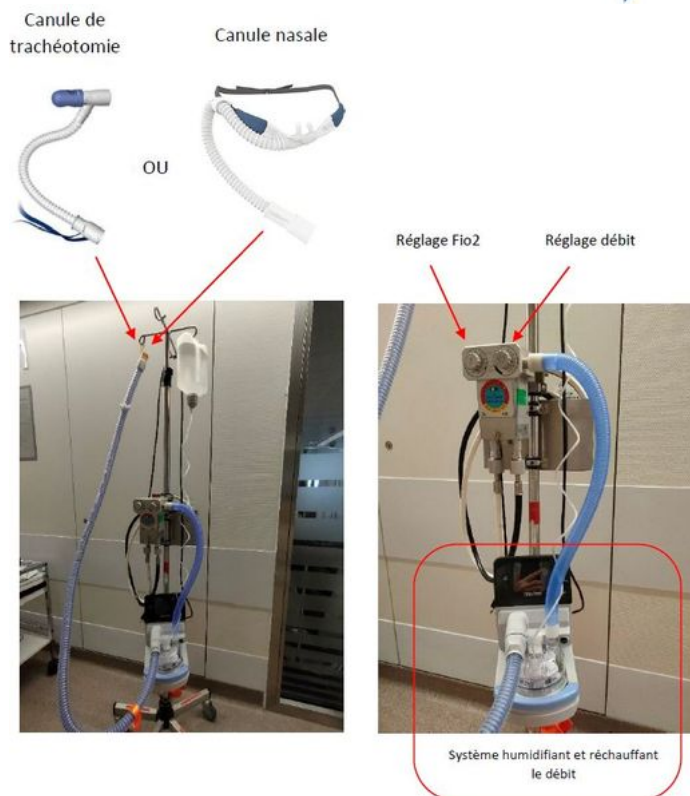 Canule de
trachéotomie
Canule nasale
OU
Réglage Fio2
Réglage débit
Système humidifiant et réchauffant
le débit